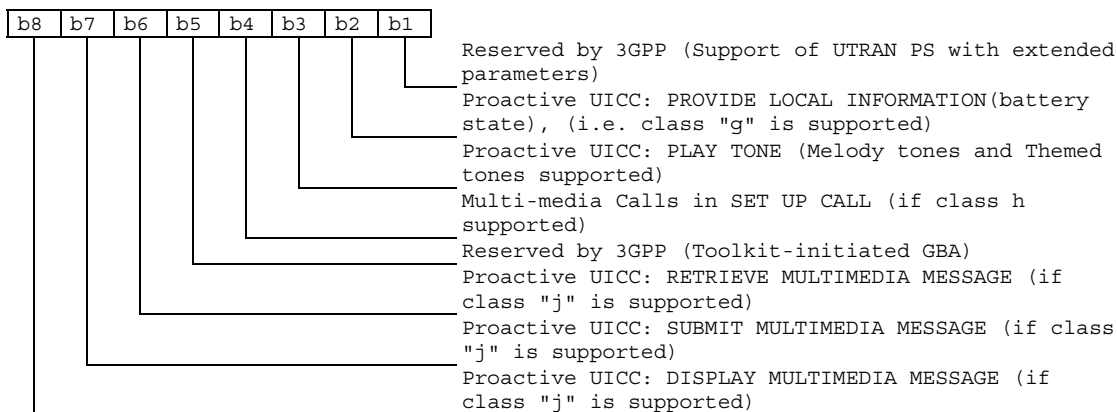 b8 b7 b6 b5 b4 b3 b2 b1
Reserved by 3GPP (Support of UTRAN PS with extended
parameters)
Proactive UICC: PROVIDE LOCAL INFORMATION(battery
state), (i.e. class "g" is supported)
Proactive UICC: PLAY TONE (Melody tones and Themed
tones supported)
Multi-media Calls in SET UP CALL (if class h
supported)
Reserved by 3GPP (Toolkit-initiated GBA)
Proactive UICC: RETRIEVE MULTIMEDIA MESSAGE (if
class "j" is supported)
Proactive UICC: SUBMIT MULTIMEDIA MESSAGE (if class
"j" is supported)
Proactive UICC: DISPLAY MULTIMEDIA MESSAGE (if
class "j" is supported)